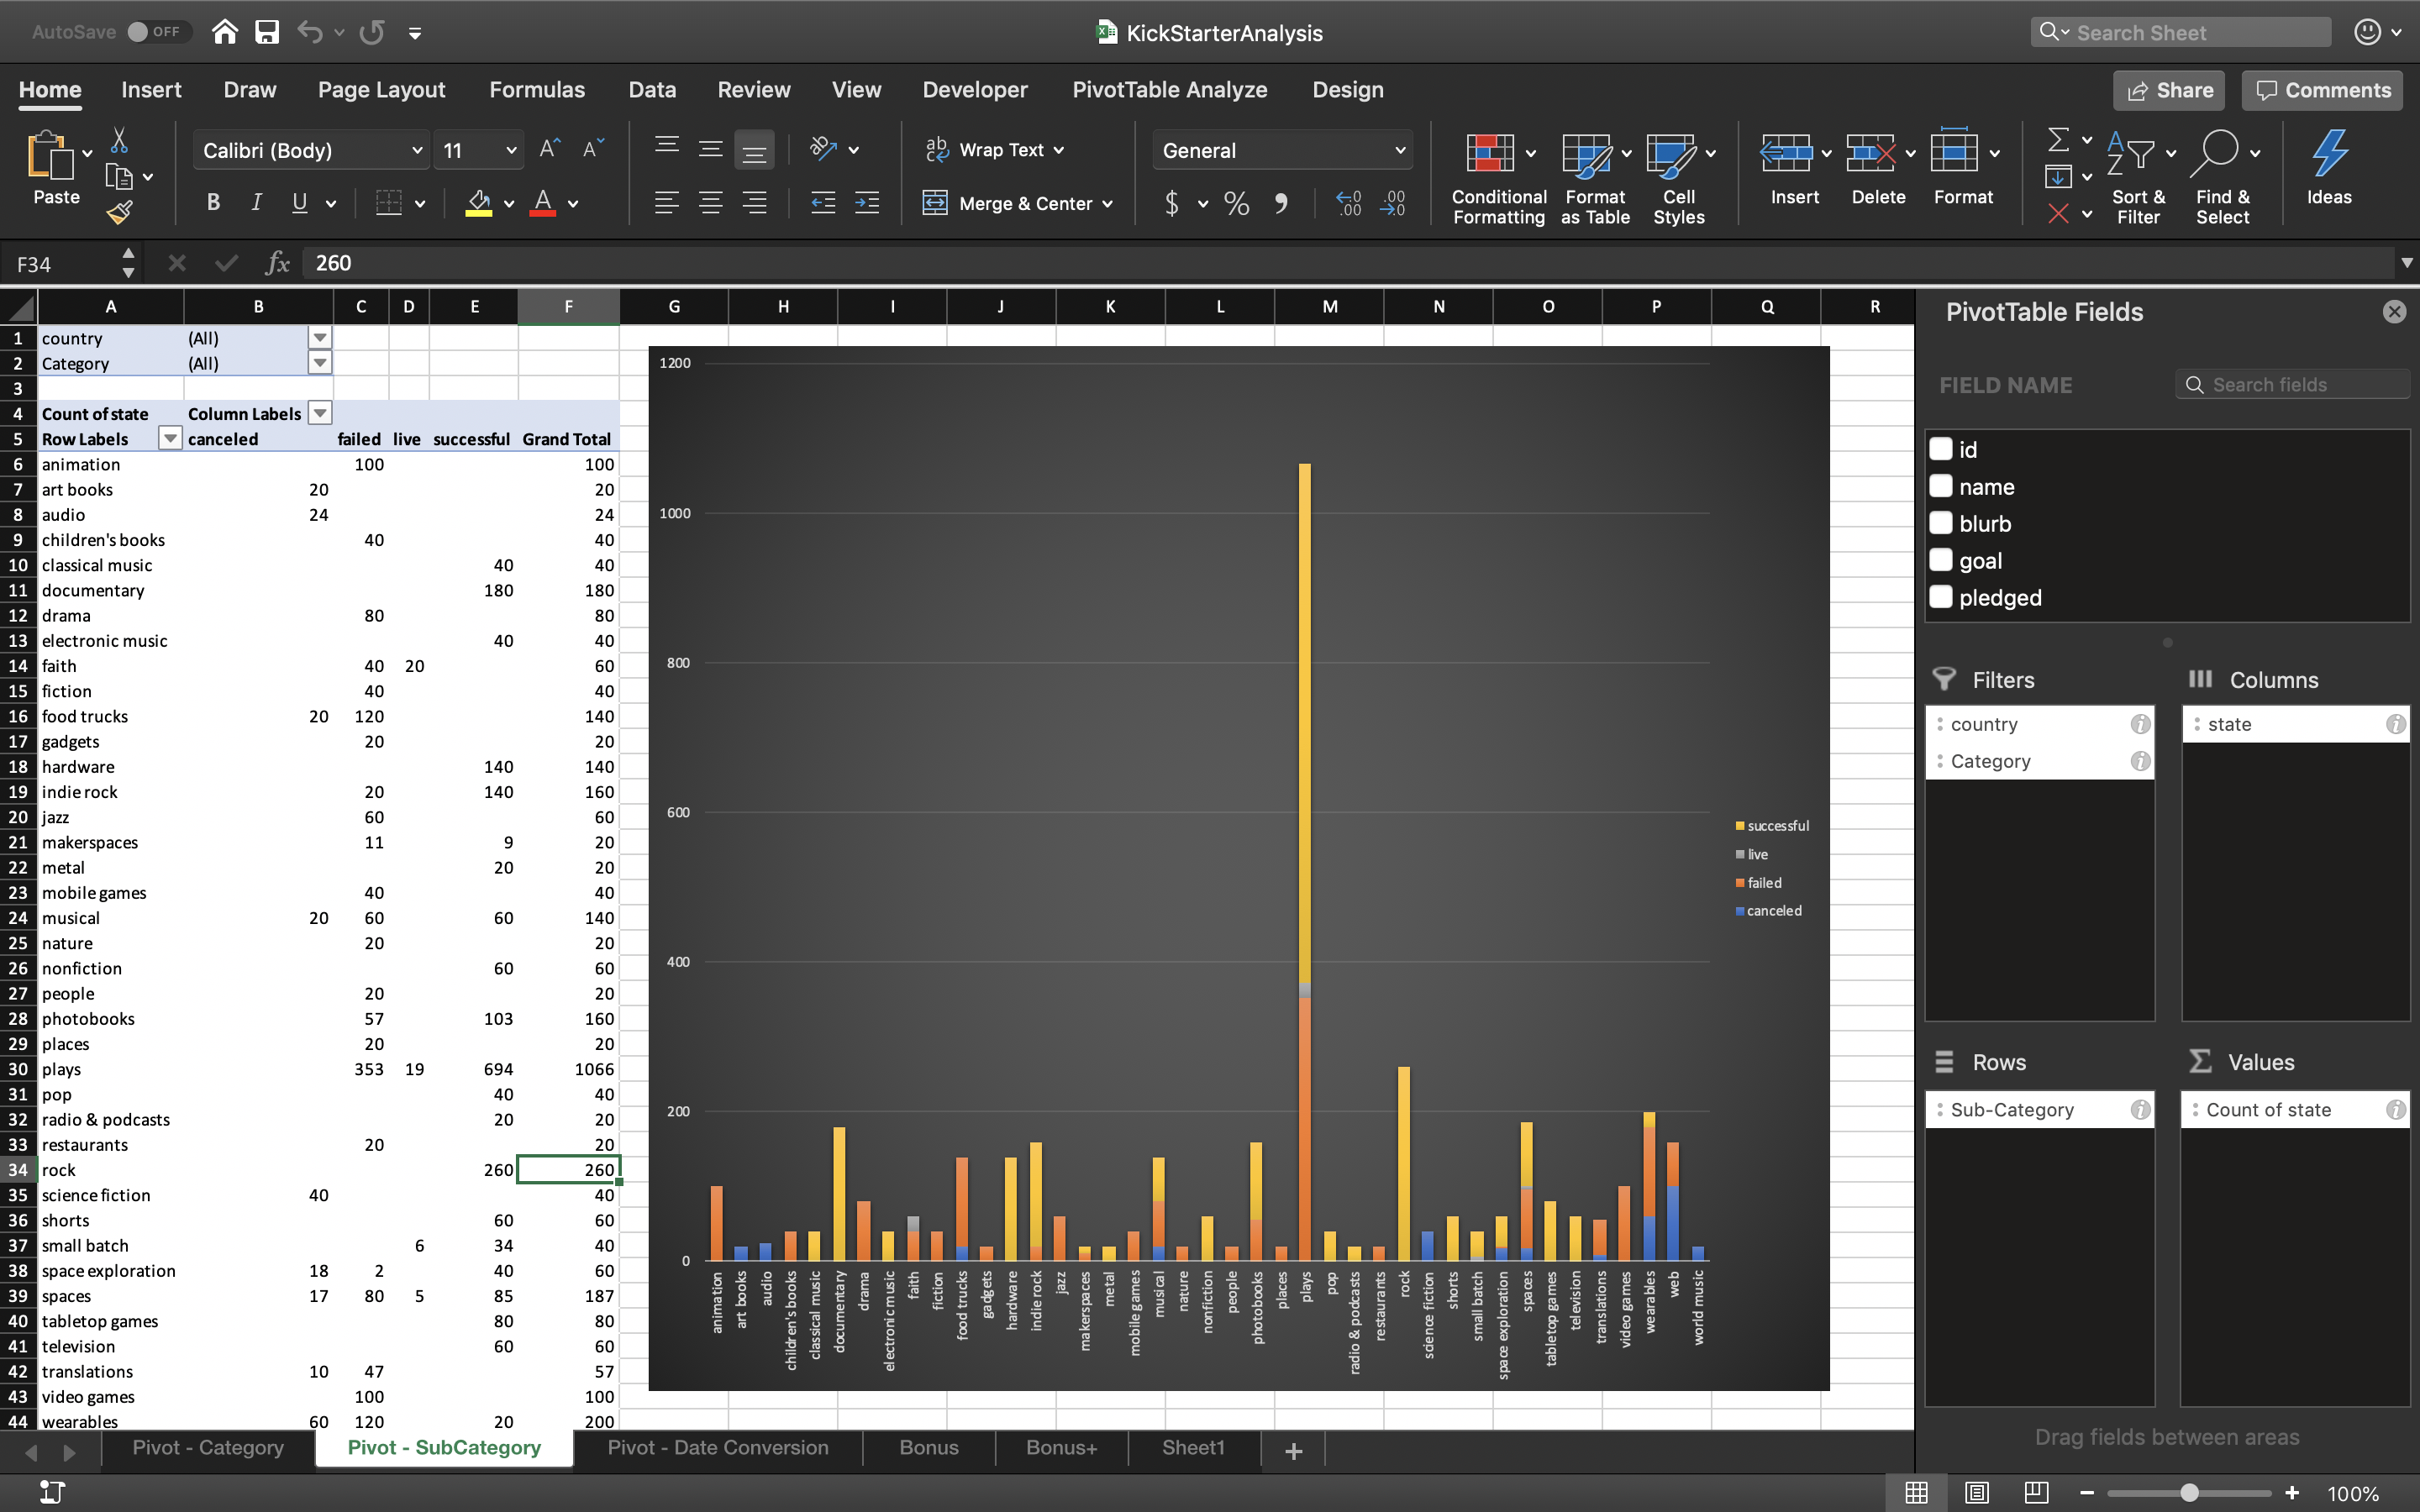 AutoSave OFF KickStarterAnalysis Search Sheet
Home Insert Draw Page Layout Formulas Data Review View Developer PivotTable Analyze Design Share Comments
Paste Calibri (Body) 11 Wrap Text General Conditional Formatting Format as Table Cell Styles Insert Delete Format Sort & Filter Find & Select Ideas
B I U Merge & Center $ %
F34 fx 260
A B C D E F G H I J K L M N O P Q R
1 country (All)
2 Category (All)
3
4 Count of state Column Labels
5 Row Labels canceled failed live successful Grand Total
6 animation 100 100
7 art books 20 20
8 audio 24 24
9 children's books 40 40
10 classical music 40 40
11 documentary 180 180
12 drama 80 80
13 electronic music 40 40
14 faith 40 20 60
15 fiction 40 40
16 food trucks 20 120 140
17 gadgets 20 20
18 hardware 140 140
19 indie rock 20 140 160
20 jazz 60 60
21 makerspaces 11 9 20
22 metal 20 20
23 mobile games 40 40
24 musical 20 60 60 140
25 nature 20 20
26 nonfiction 60 60
27 people 20 20
28 photobooks 57 103 160
29 places 20 20
30 plays 353 19 694 1066
31 pop 40 40
32 radio & podcasts 20 20
33 restaurants 20 20
34 rock 260 260
35 science fiction 40 40
36 shorts 60 60
37 small batch 6 34 40
38 space exploration 18 2 40 60
39 spaces 17 80 5 85 187
40 tabletop games 80 80
41 television 60 60
42 translations 10 47 57
43 video games 100 100
44 wearables 60 120 20 200
1200
1000
800
600
400
200
0
successful
live
failed
canceled
animation
art books
audio
children's books
classical music
documentary
drama
electronic music
faith
fiction
food trucks
gadgets
hardware
indie rock
jazz
makerspaces
metal
mobile games
musical
nature
nonfiction
people
photobooks
places
plays
pop
radio & podcasts
restaurants
rock
science fiction
shorts
small batch
space exploration
spaces
tabletop games
television
translations
video games
wearables
web
world music
PivotTable Fields
FIELD NAME Search fields
id
name
blurb
goal
pledged
Filters Columns
country state
Category
Rows Values
Sub-Category Count of state
Drag fields between areas
Pivot - Category Pivot - SubCategory Pivot - Date Conversion Bonus Bonus+ Sheet1 +
100%